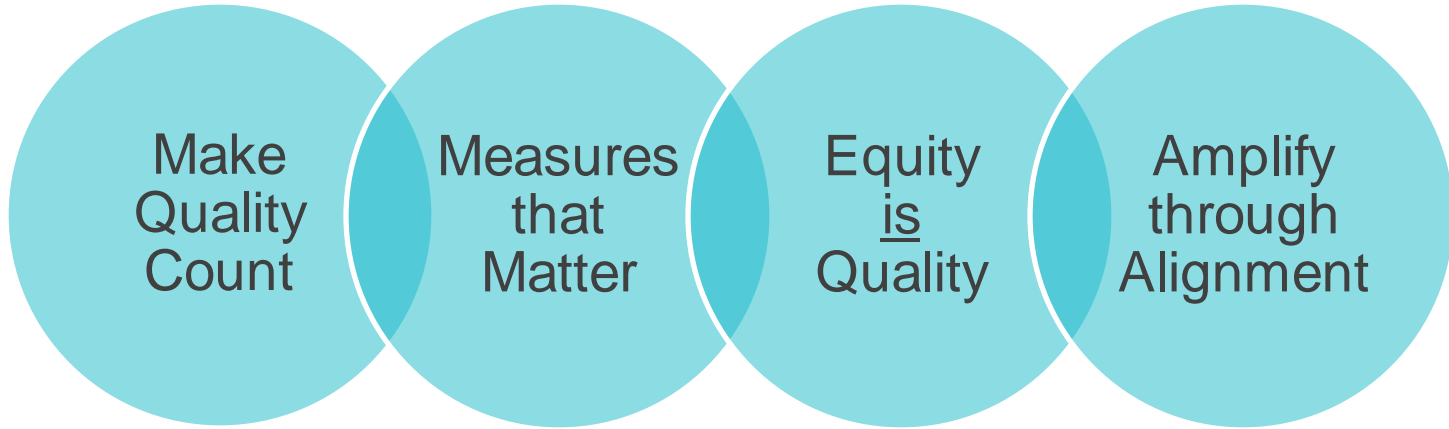 Make
Quality
Count
Measures
that
Matter
Equity
is
Quality
Amplify
through
Alignment